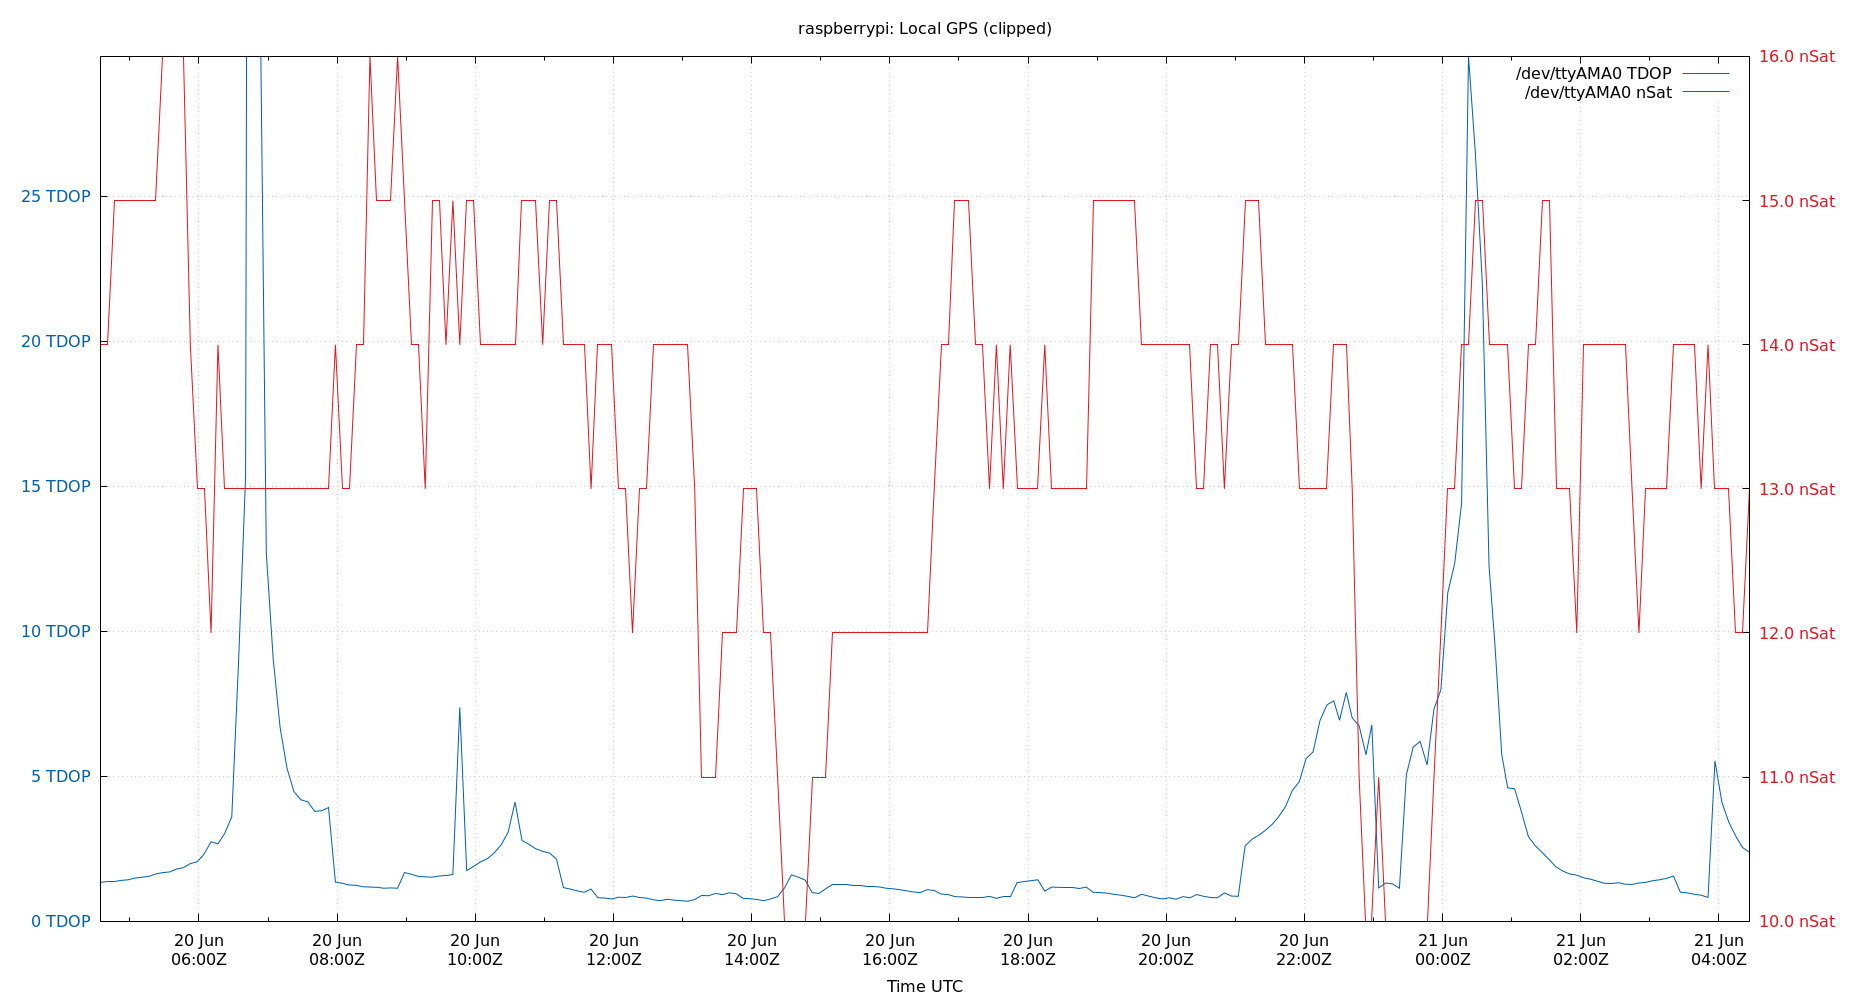 raspberrypi: Local GPS (clipped)
/dev/ttyAMA0 TDOP
/dev/ttyAMA0 nSat
25 TDOP
20 TDOP
15 TDOP
10 TDOP
5 TDOP
0 TDOP
16.0 nSat
15.0 nSat
14.0 nSat
13.0 nSat
12.0 nSat
11.0 nSat
10.0 nSat
20 Jun 20 Jun 20 Jun 20 Jun 20 Jun 20 Jun 20 Jun 20 Jun 20 Jun 21 Jun 21 Jun 21 Jun
06:00Z 08:00Z 10:00Z 12:00Z 14:00Z 16:00Z 18:00Z 20:00Z 22:00Z 00:00Z 02:00Z 04:00Z
Time UTC